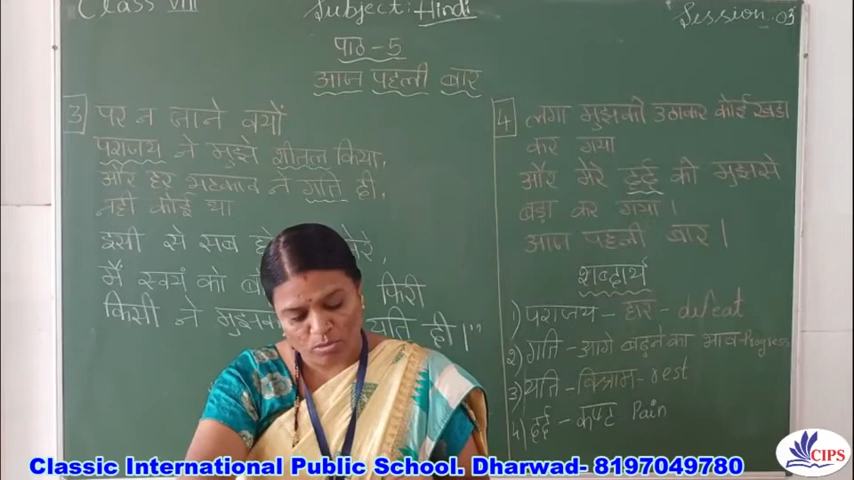 Class VIII
Subject: Hindi
Session: 03
पाठ -5
आज पहली बार
3
पर न जाने क्यों
पराजय ने मुझे शीतल किया,
और हर भटकाव ने गति दी,
नहीं कोई था
इसी से सब हो मेरे,
मैं स्वयं को फिरी
किसी ने यति दी।"
4
लगा मुझको उठाकर कोई खडा
कर गया
और मेरे दर्द को मुझसे
बड़ा कर गया।
आज पहली बार।
शब्दार्थ
1) पराजय - हार - defeat
2) गति - आगे बढ़ने का भाव - Progress
3) यति - विश्राम - rest
4) दर्द - कष्ट Pain
Classic International Public School., Dharwad- 8197049780
CIPS